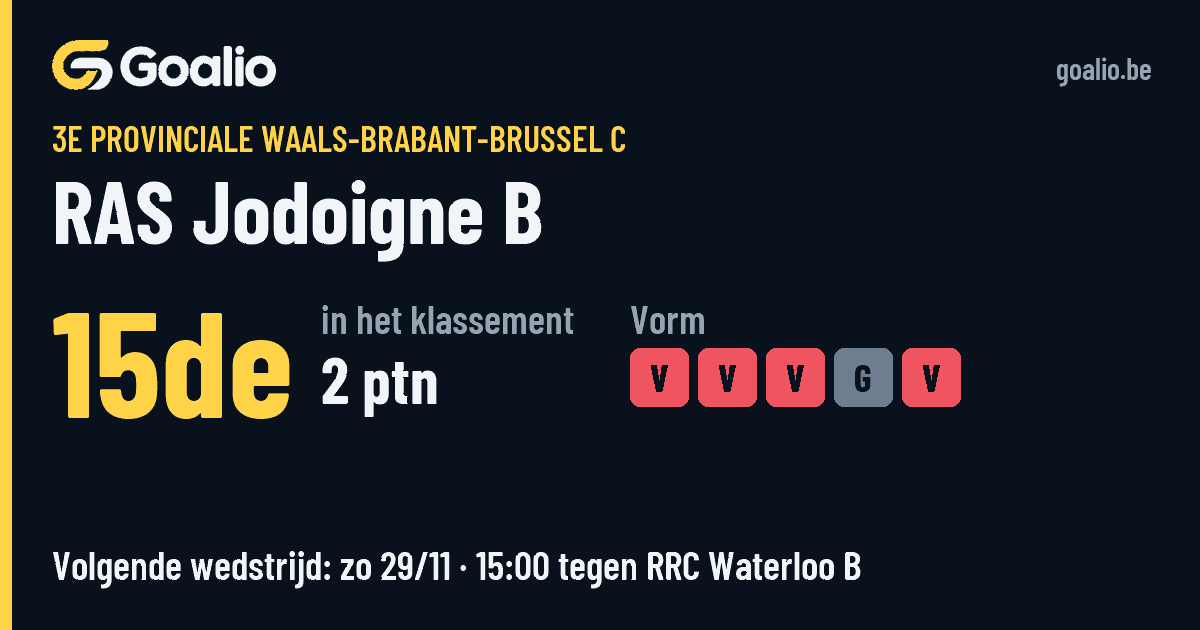 Goalio
goalio.be
3E PROVINCIALE WAALS-BRABANT-BRUSSEL C
RAS Jodoigne B
15de
in het klassement
2 ptn
Vorm
V V V G V
Volgende wedstrijd: zo 29/11 · 15:00 tegen RRC Waterloo B